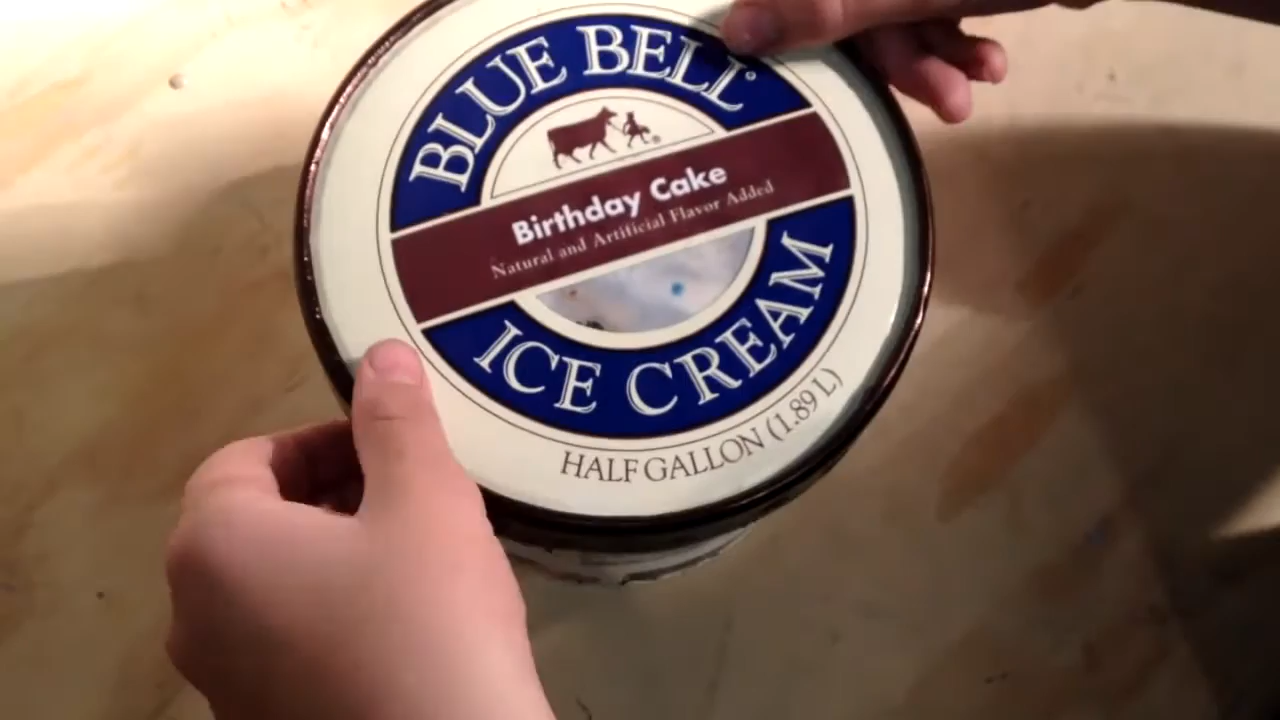 BLUE BELL®
Birthday Cake
Natural and Artificial Flavor Added
ICE CREAM
HALF GALLON (1.89 L)